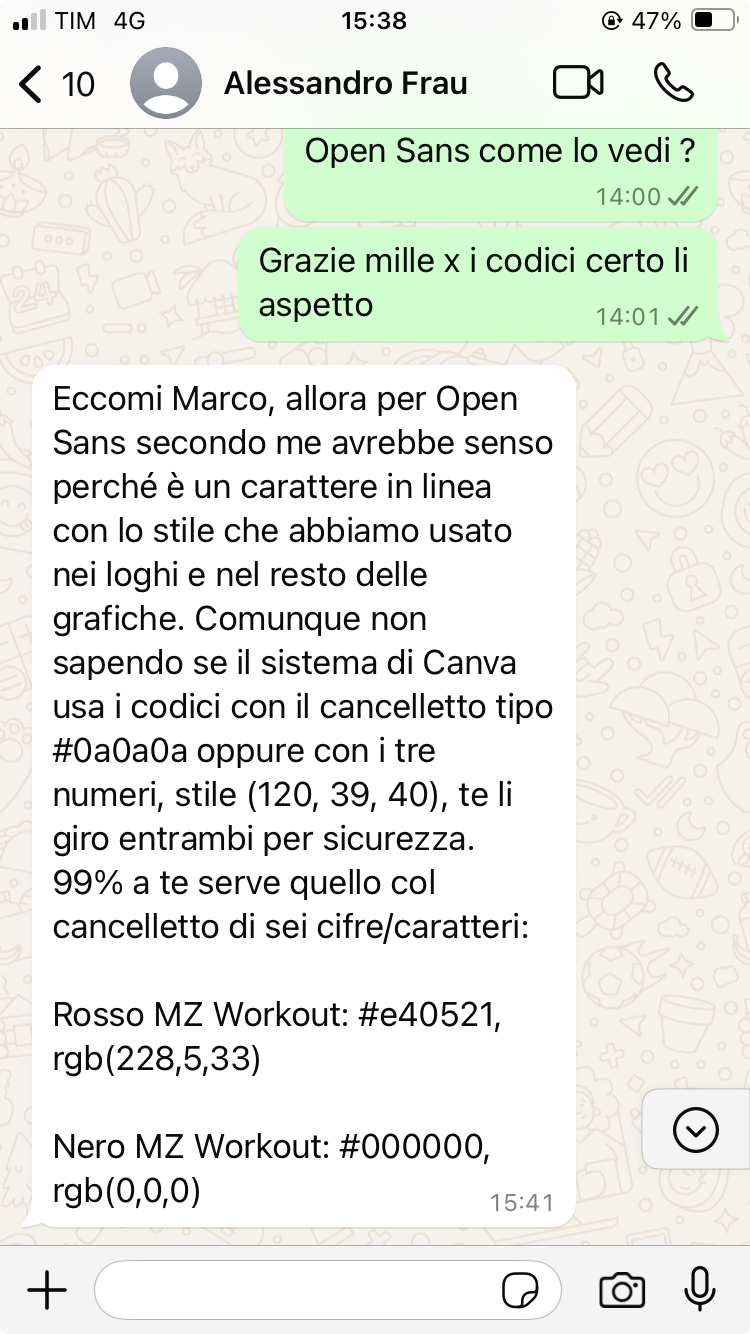 TIM 4G 15:38 47%
10 Alessandro Frau
Open Sans come lo vedi ?
14:00
Grazie mille x i codici certo li
aspetto
14:01
Eccomi Marco, allora per Open
Sans secondo me avrebbe senso
perché è un carattere in linea
con lo stile che abbiamo usato
nei loghi e nel resto delle
grafiche. Comunque non
sapendo se il sistema di Canva
usa i codici con il cancelletto tipo
#0a0a0a oppure con i tre
numeri, stile (120, 39, 40), te li
giro entrambi per sicurezza.
99% a te serve quello col
cancelletto di sei cifre/caratteri:
Rosso MZ Workout: #e40521,
rgb(228,5,33)
Nero MZ Workout: #000000,
rgb(0,0,0)
15:41